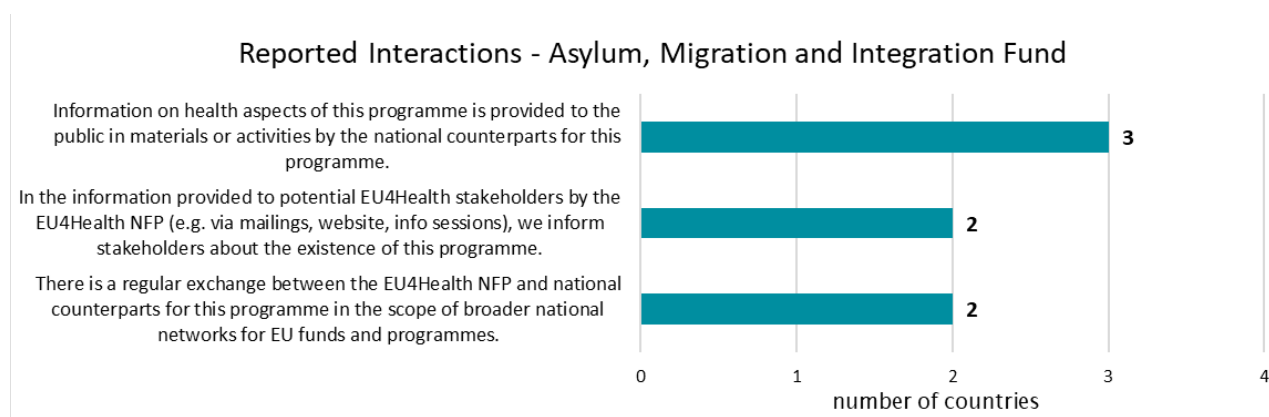 Reported Interactions - Asylum, Migration and Integration Fund
Information on health aspects of this programme is provided to the
public in materials or activities by the national counterparts for this
programme.
3
In the information provided to potential EU4Health stakeholders by the
EU4Health NFP (e.g. via mailings, website, info sessions), we inform
stakeholders about the existence of this programme.
2
There is a regular exchange between the EU4Health NFP and national
counterparts for this programme in the scope of broader national
networks for EU funds and programmes.
2
0 1 2 3 4
number of countries